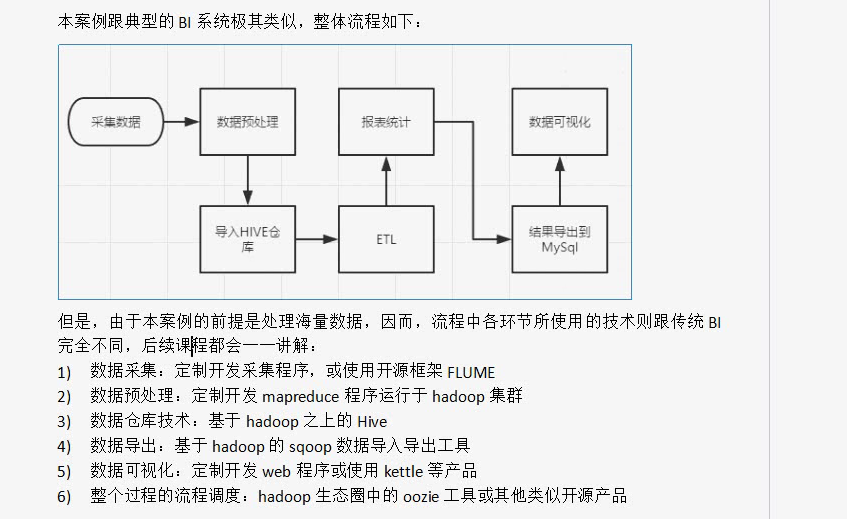 本案例跟典型的 BI 系统极其类似，整体流程如下：
采集数据
数据预处理
报表统计
数据可视化
导入HIVE仓
库
ETL
结果导出到
MySql
但是，由于本案例的前提是处理海量数据，因而，流程中各环节所使用的技术则跟传统 BI
完全不同，后续课程都会一一讲解：
1) 数据采集：定制开发采集程序，或使用开源框架 FLUME
2) 数据预处理：定制开发 mapreduce 程序运行于 hadoop 集群
3) 数据仓库技术：基于 hadoop 之上的 Hive
4) 数据导出：基于 hadoop 的 sqoop 数据导入导出工具
5) 数据可视化：定制开发 web 程序或使用 kettle 等产品
6) 整个过程的流程调度：hadoop 生态圈中的 oozie 工具或其他类似开源产品